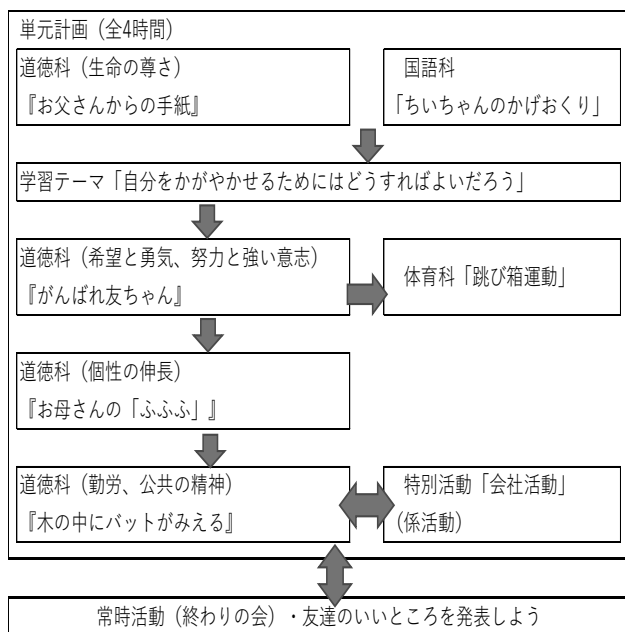 単元計画（全4時間）
道徳科（生命の尊さ）
『お父さんからの手紙』
国語科
「ちいちゃんのかげおくり」
学習テーマ「自分をかがやかせるためにはどうすればよいだろう」
道徳科（希望と勇気、努力と強い意志）
『がんばれ友ちゃん』
体育科「跳び箱運動」
道徳科（個性の伸長）
『お母さんの「ふふふ」』
道徳科（勤労、公共の精神）
『木の中にバットがみえる』
特別活動「会社活動」
（係活動）
常時活動（終わりの会）・友達のいいところを発表しよう